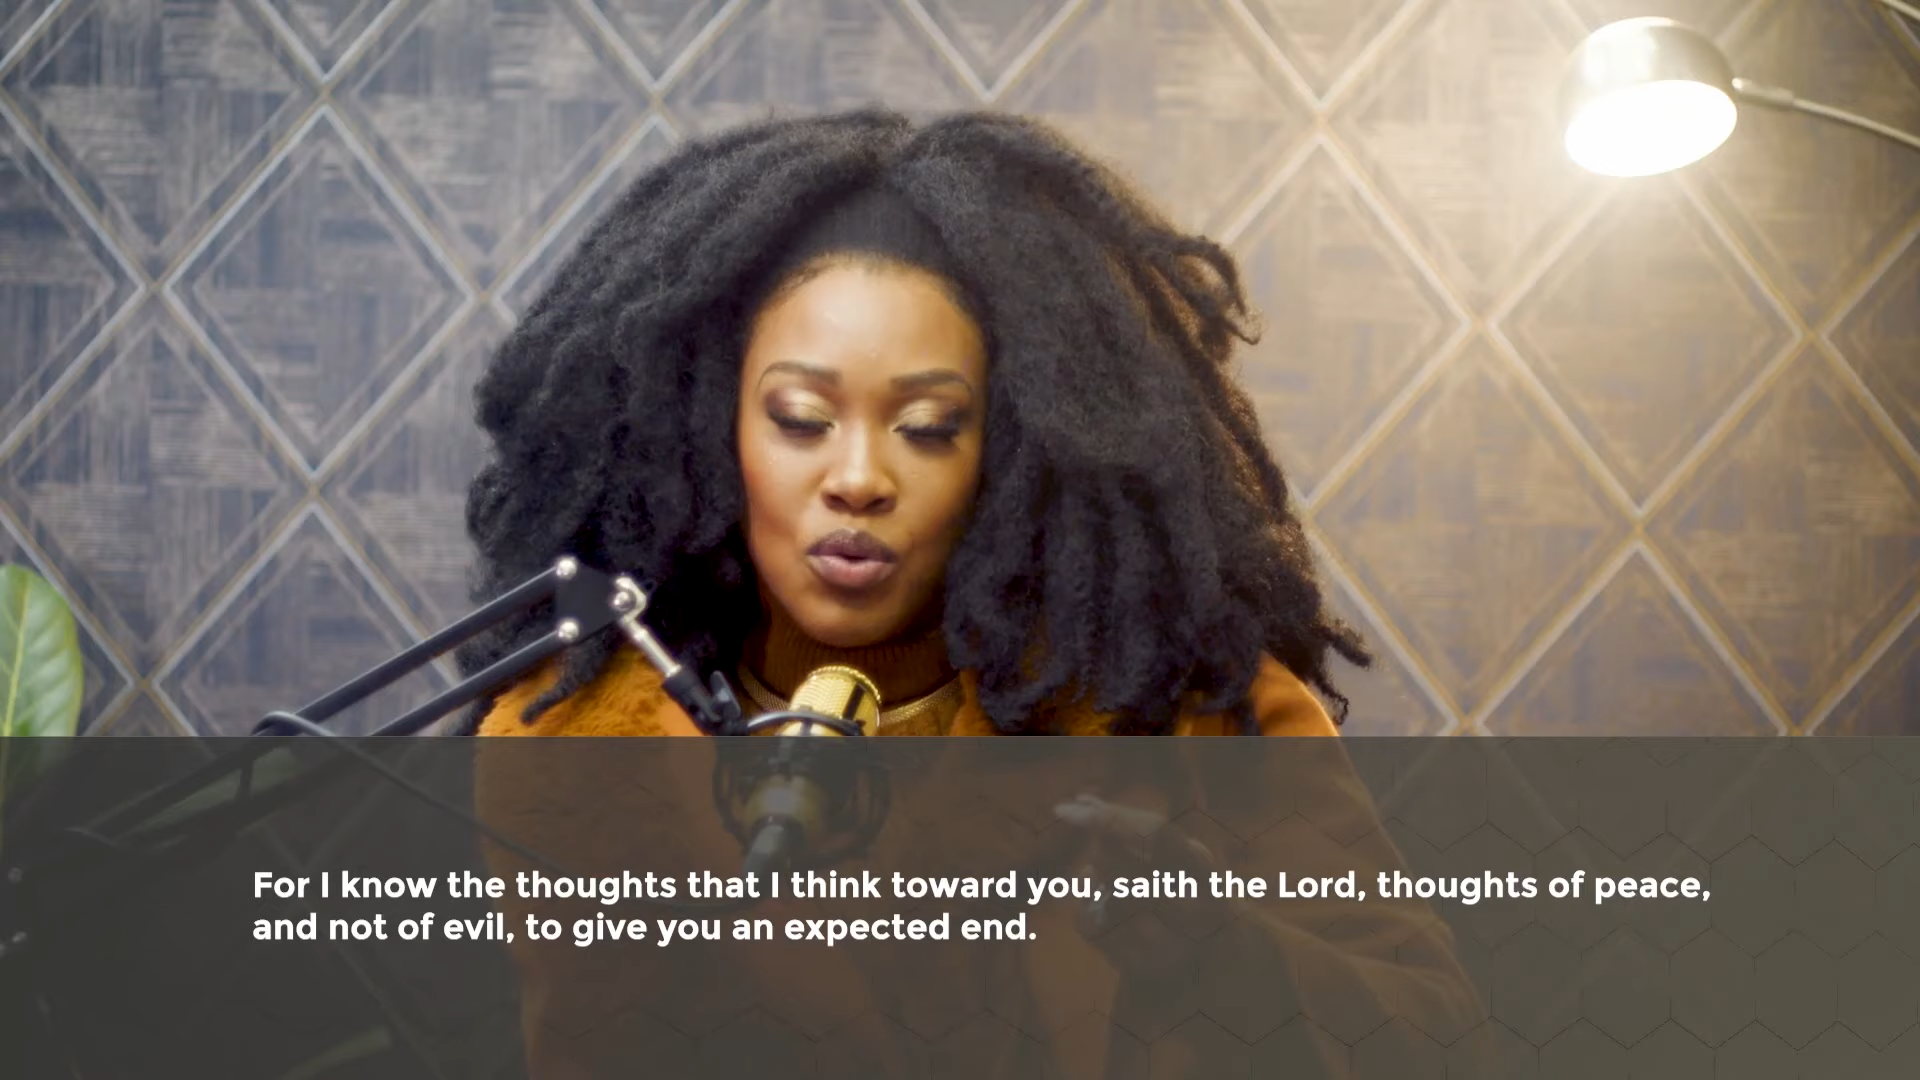 For I know the thoughts that I think toward you, saith the Lord, thoughts of peace,
and not of evil, to give you an expected end.